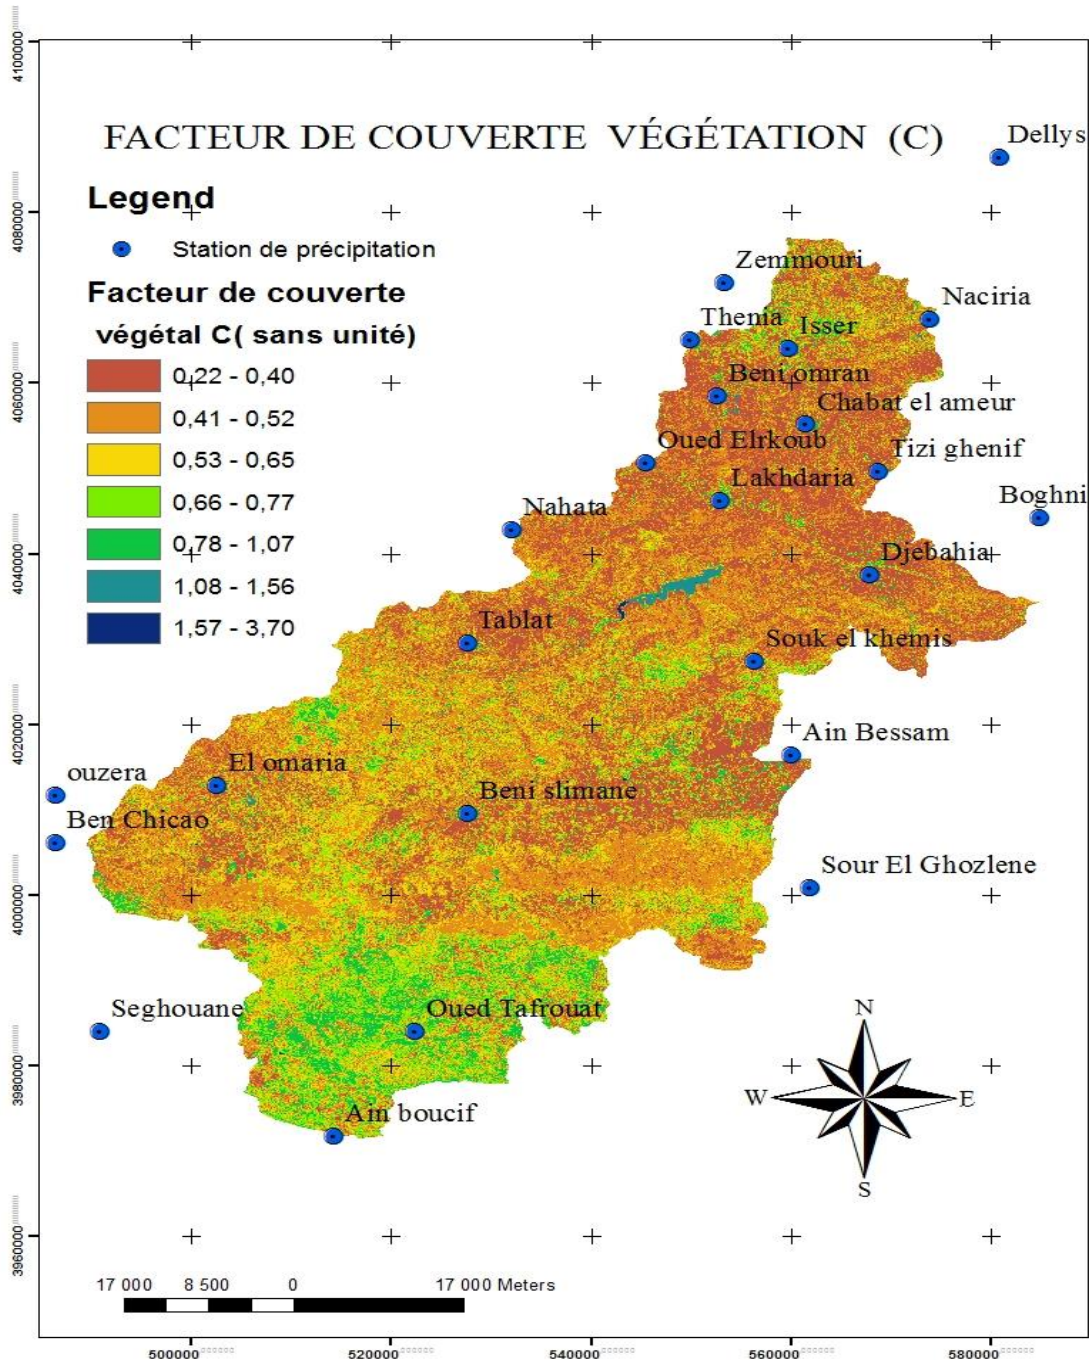 FACTEUR DE COUVERTE VÉGÉTATION (C)
Legend
Station de précipitation
Facteur de couverte
végétal C( sans unité)
0,22 - 0,40
0,41 - 0,52
0,53 - 0,65
0,66 - 0,77
0,78 - 1,07
1,08 - 1,56
1,57 - 3,70
Dellys
Zemmouri
Naciria
Thenia
Isser
Beni omran
Chabat el ameur
Oued Elrkoub
Tizi ghenif
Lakhdaria
Boghni
Nahata
Djebahia
Tablat
Souk el khemis
Ain Bessam
ouzera
El omaria
Beni slimane
Ben Chicao
Sour El Ghozlene
Seghouane
Oued Tafrouat
Ain boucif
N
W
E
S
17 000 8 500 0 17 000 Meters
4100000
4080000
4060000
4040000
4020000
4000000
3980000
3960000
500000 520000 540000 560000 580000